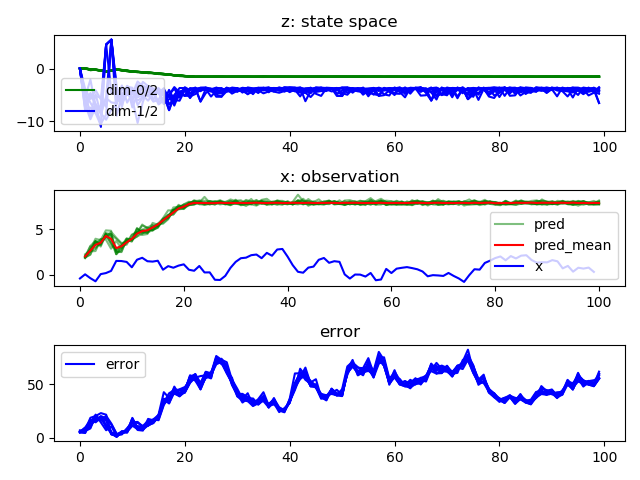 z: state space
0
−10
dim-0/2
dim-1/2
0 20 40 60 80 100
x: observation
5
0
pred
pred_mean
x
0 20 40 60 80 100
error
50
0
error
0 20 40 60 80 100